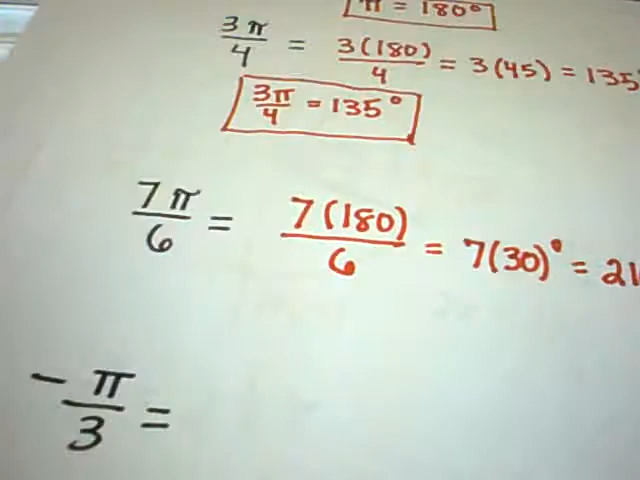 π = 180°
3π/4 = 3(180)/4 = 3(45) = 135°
3π/4 = 135°
7π/6 = 7(180)/6 = 7(30)° = 21
-π/3 =